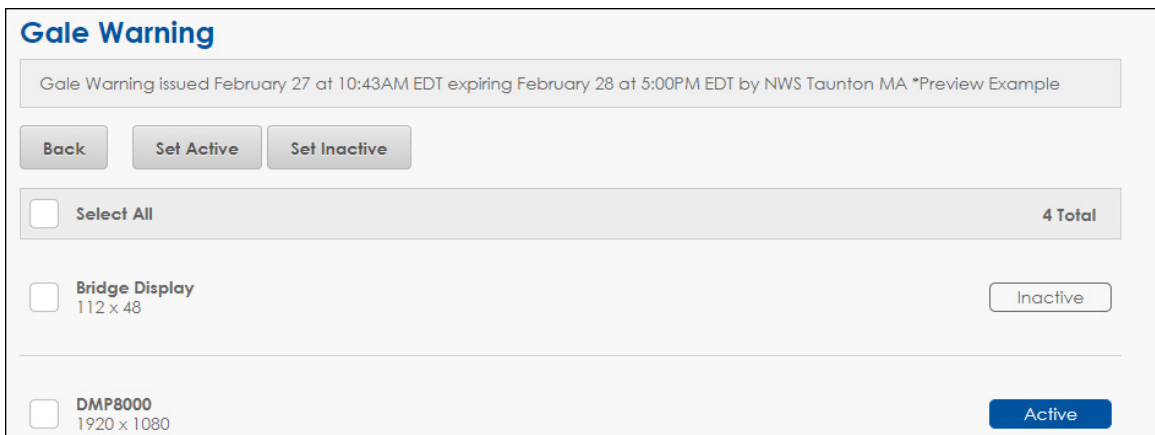 Gale Warning
Gale Warning issued February 27 at 10:43AM EDT expiring February 28 at 5:00PM EDT by NWS Taunton MA *Preview Example
Back Set Active Set Inactive
Select All 4 Total
Bridge Display
112 x 48
Inactive
DMP8000
1920 x 1080
Active